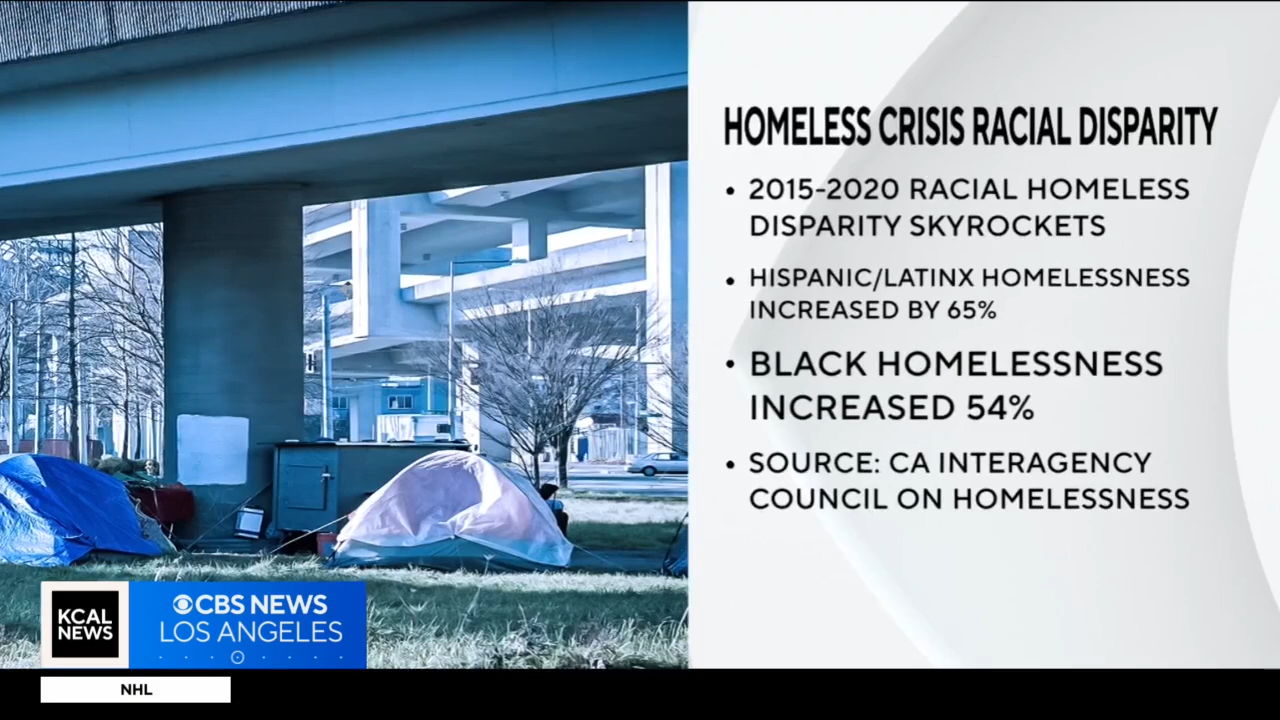 HOMELESS CRISIS RACIAL DISPARITY
• 2015-2020 RACIAL HOMELESS
DISPARITY SKYROCKETS
• HISPANIC/LATINX HOMELESSNESS
INCREASED BY 65%
• BLACK HOMELESSNESS
INCREASED 54%
• SOURCE: CA INTERAGENCY
COUNCIL ON HOMELESSNESS
KCAL
NEWS
CBS NEWS
LOS ANGELES
NHL